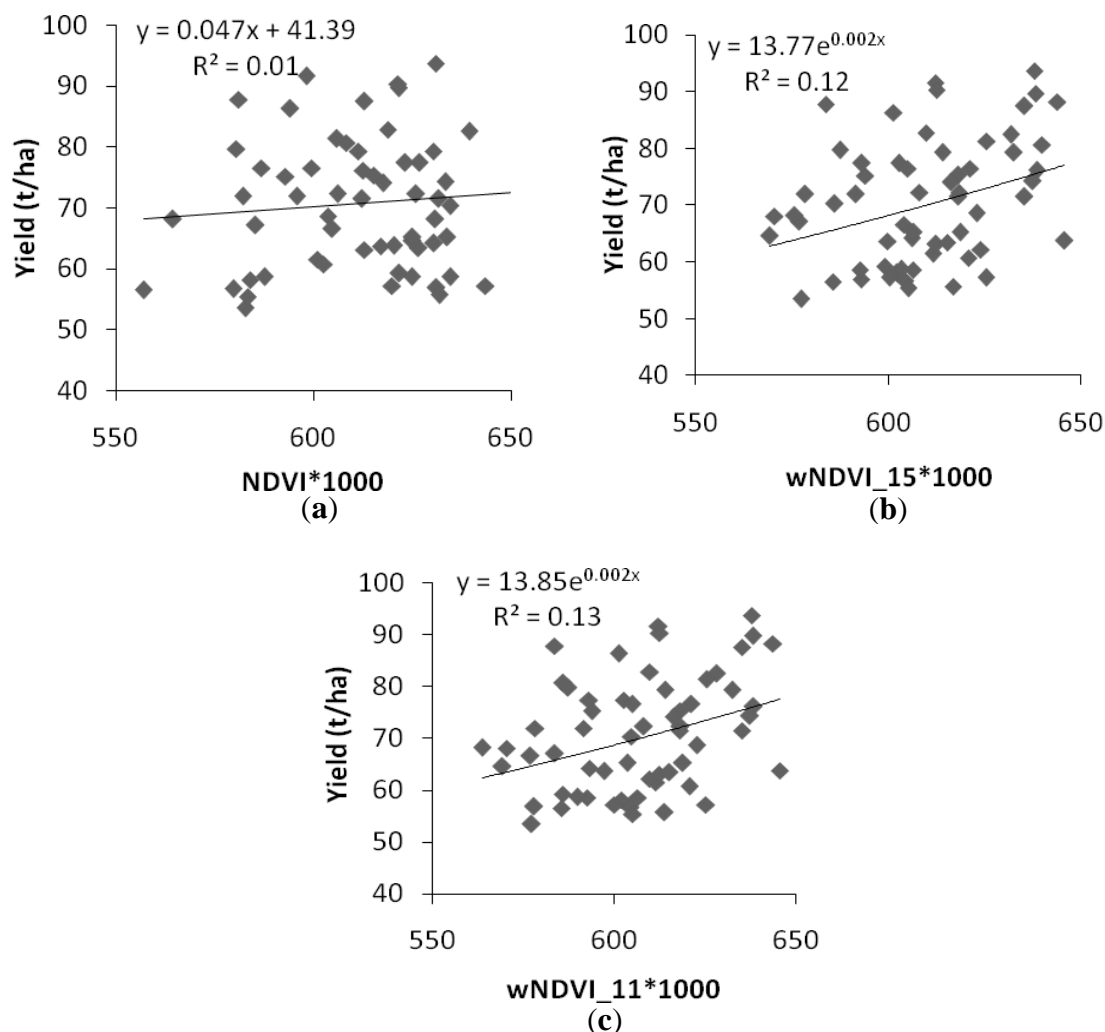 y = 0.047x + 41.39
R² = 0.01
100
90
80
70
60
50
40
Yield (t/ha)
550 600 650
NDVI*1000
(a)
y = 13.77e^0.002x
R² = 0.12
100
90
80
70
60
50
40
Yield (t/ha)
550 600 650
wNDVI_15*1000
(b)
y = 13.85e^0.002x
R² = 0.13
100
90
80
70
60
50
40
Yield (t/ha)
550 600 650
wNDVI_11*1000
(c)